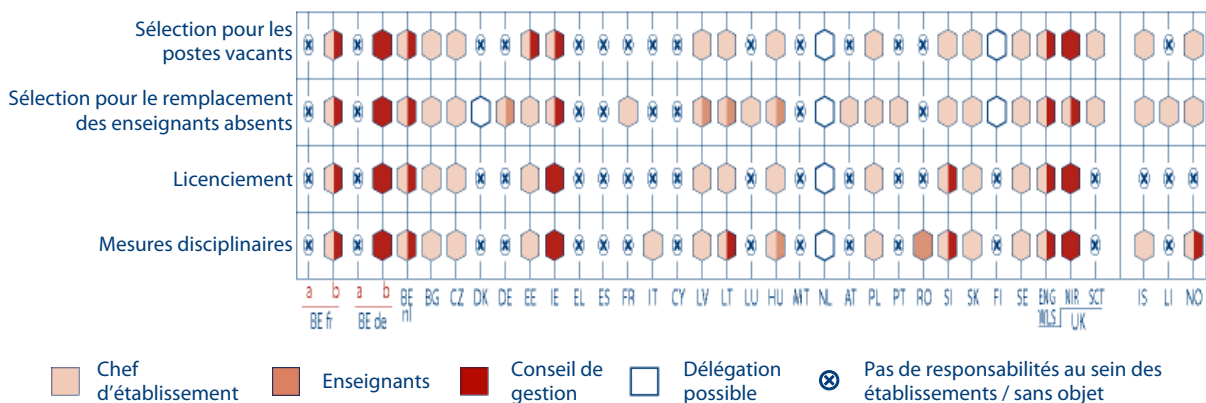 Sélection pour les
postes vacants
Sélection pour le remplacement
des enseignants absents
Licenciement
Mesures disciplinaires
a b a b BE BG CZ DK DE EE IE EL ES FR IT CY LV LT LU HU MT NL AT PL PT RO SI SK FI SE ENG NIR SCT IS LI NO
BE fr BE de nl WLS UK
Chef
d'établissement
Enseignants
Conseil de
gestion
Délégation
possible
Pas de responsabilités au sein des
établissements / sans objet